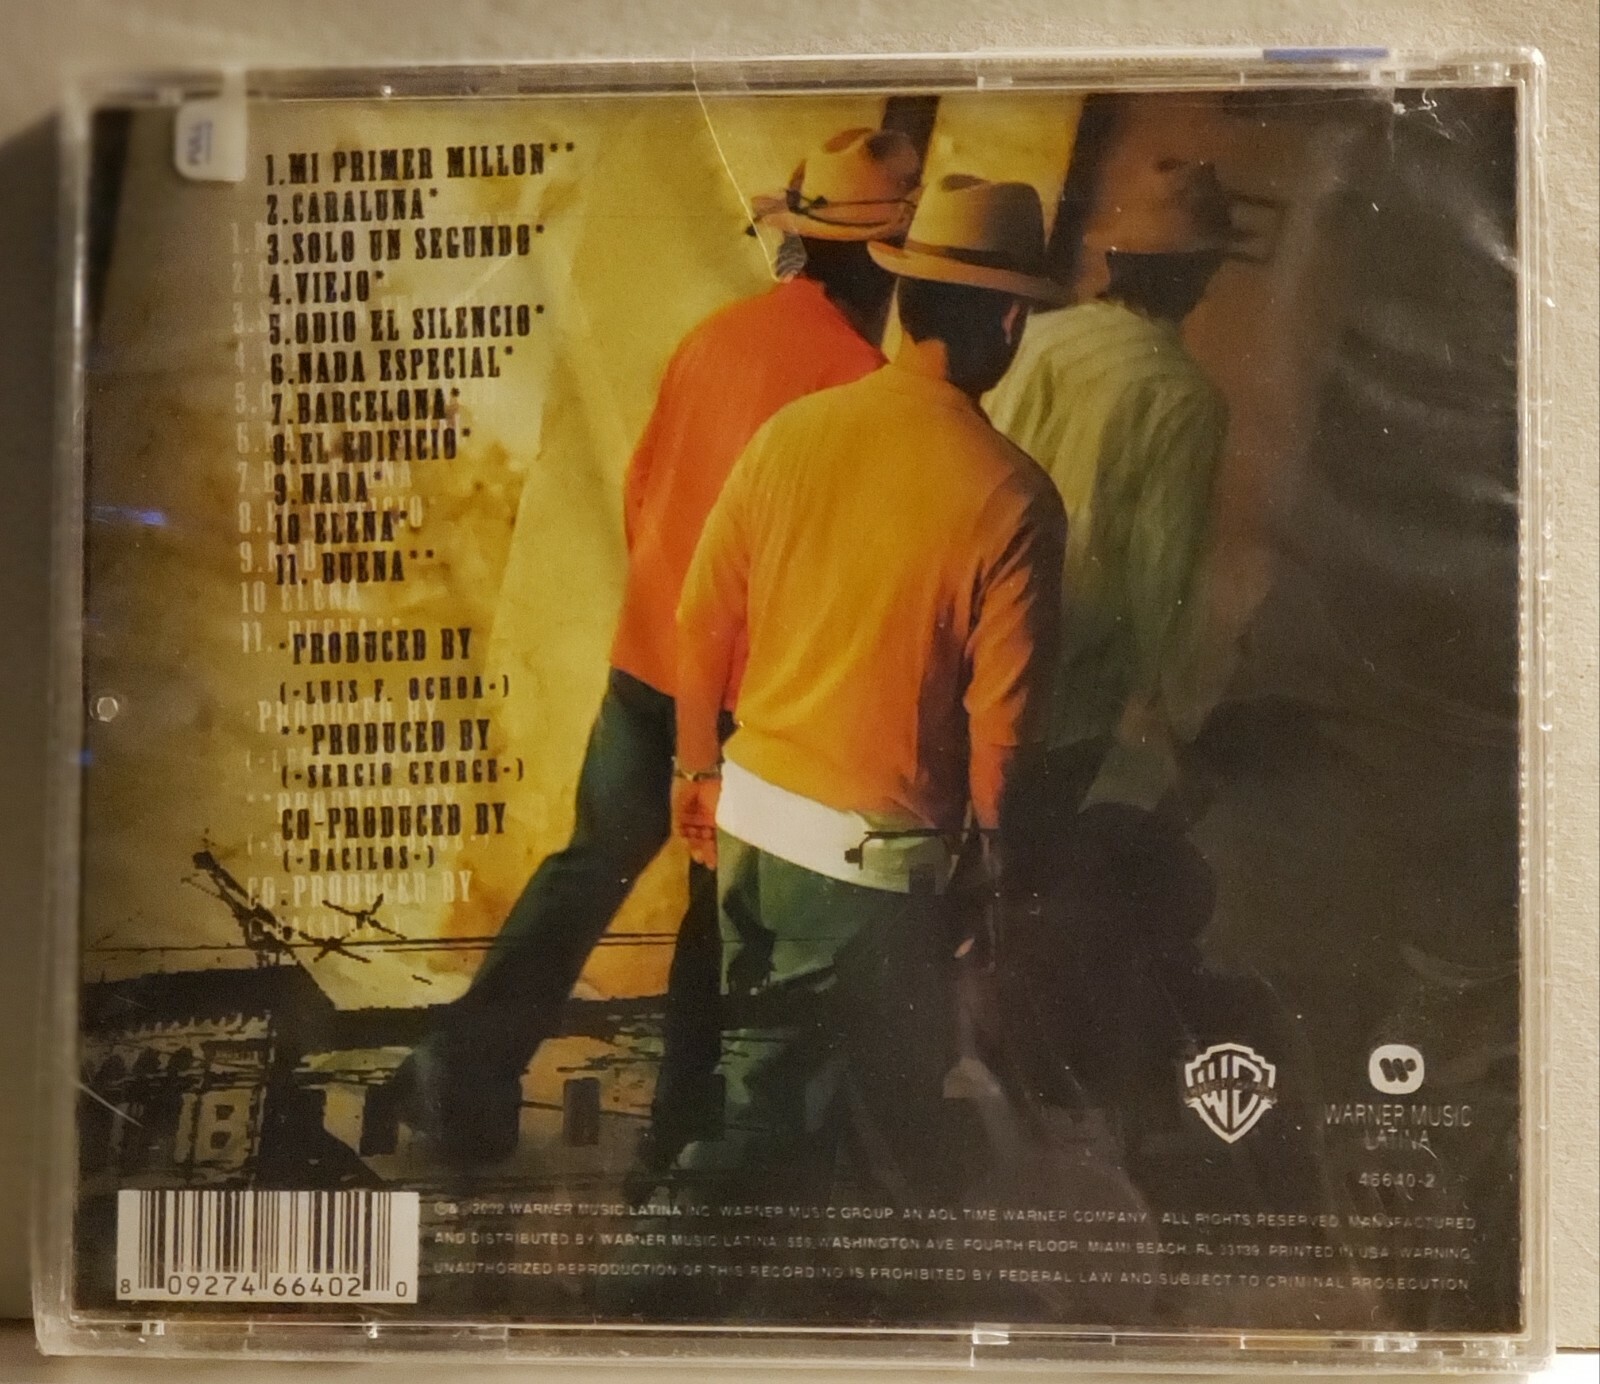 PULL
1.MI PRIMER MILLON**
2.CARALUNA*
3.SOLO UN SEGUNDO*
4.VIEJO*
5.ODIO EL SILENCIO*
6.NADA ESPECIAL*
7.BARCELONA*
8.EL EDIFICIO*
9.NADA*
10 ELENA*
11. BUENA**
*PRODUCED BY
(-LUIS F. OCHOA-)
**PRODUCED BY
(-SERGIO GEORGE-)
CO-PRODUCED BY
(-BACILOS-)
WARNER MUSIC
LATINA
46640-2
℗& © 2002 WARNER MUSIC LATINA INC. WARNER MUSIC GROUP, AN AOL TIME WARNER COMPANY. ALL RIGHTS RESERVED. MANUFACTURED
AND DISTRIBUTED BY WARNER MUSIC LATINA, 555 WASHINGTON AVE. FOURTH FLOOR, MIAMI BEACH, FL 33139. PRINTED IN USA. WARNING.
UNAUTHORIZED REPRODUCTION OF THIS RECORDING IS PROHIBITED BY FEDERAL LAW AND SUBJECT TO CRIMINAL PROSECUTION.
8 09274 66402 0